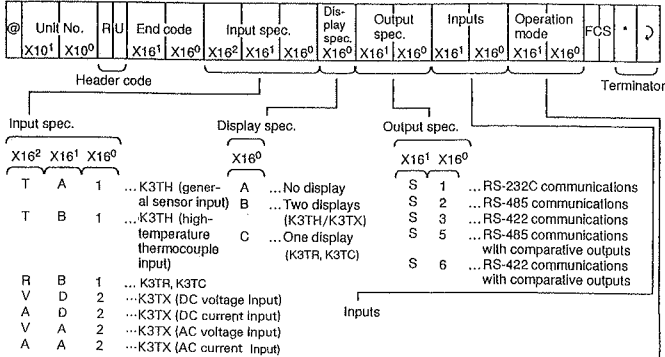 @ Unit No. X10¹ X10⁰ R U End code X16¹ X16⁰ Input spec. X16² X16¹ X16⁰ Dis-play spec. X16⁰ Output spec. X16¹ X16⁰ Inputs X16¹ X16⁰ Operation mode X16¹ X16⁰ FCS * ↵
Header code
Terminator
Input spec.
X16² X16¹ X16⁰
T A 1 ...K3TH (gener-
al sensor input)
T B 1 ...K3TH (high-
temperature
thermocouple
input)
R B 1 ... K3TR, K3TC
V D 2 ...K3TX (DC voltage Input)
A D 2 ...K3TX (DC current input)
V A 2 ...K3TX (AC voltage Input)
A A 2 ...K3TX (AC current Input)
Display spec.
X16⁰
A ...No display
B ...Two displays
(K3TH/K3TX)
C ...One display
(K3TR, K3TC)
Output spec.
X16¹ X16⁰
S 1 ...RS-232C communications
S 2 ...RS-485 communications
S 3 ...RS-422 communications
S 5 ...RS-485 communications
with comparative outputs
S 6 ...RS-422 communications
with comparative outputs
Inputs